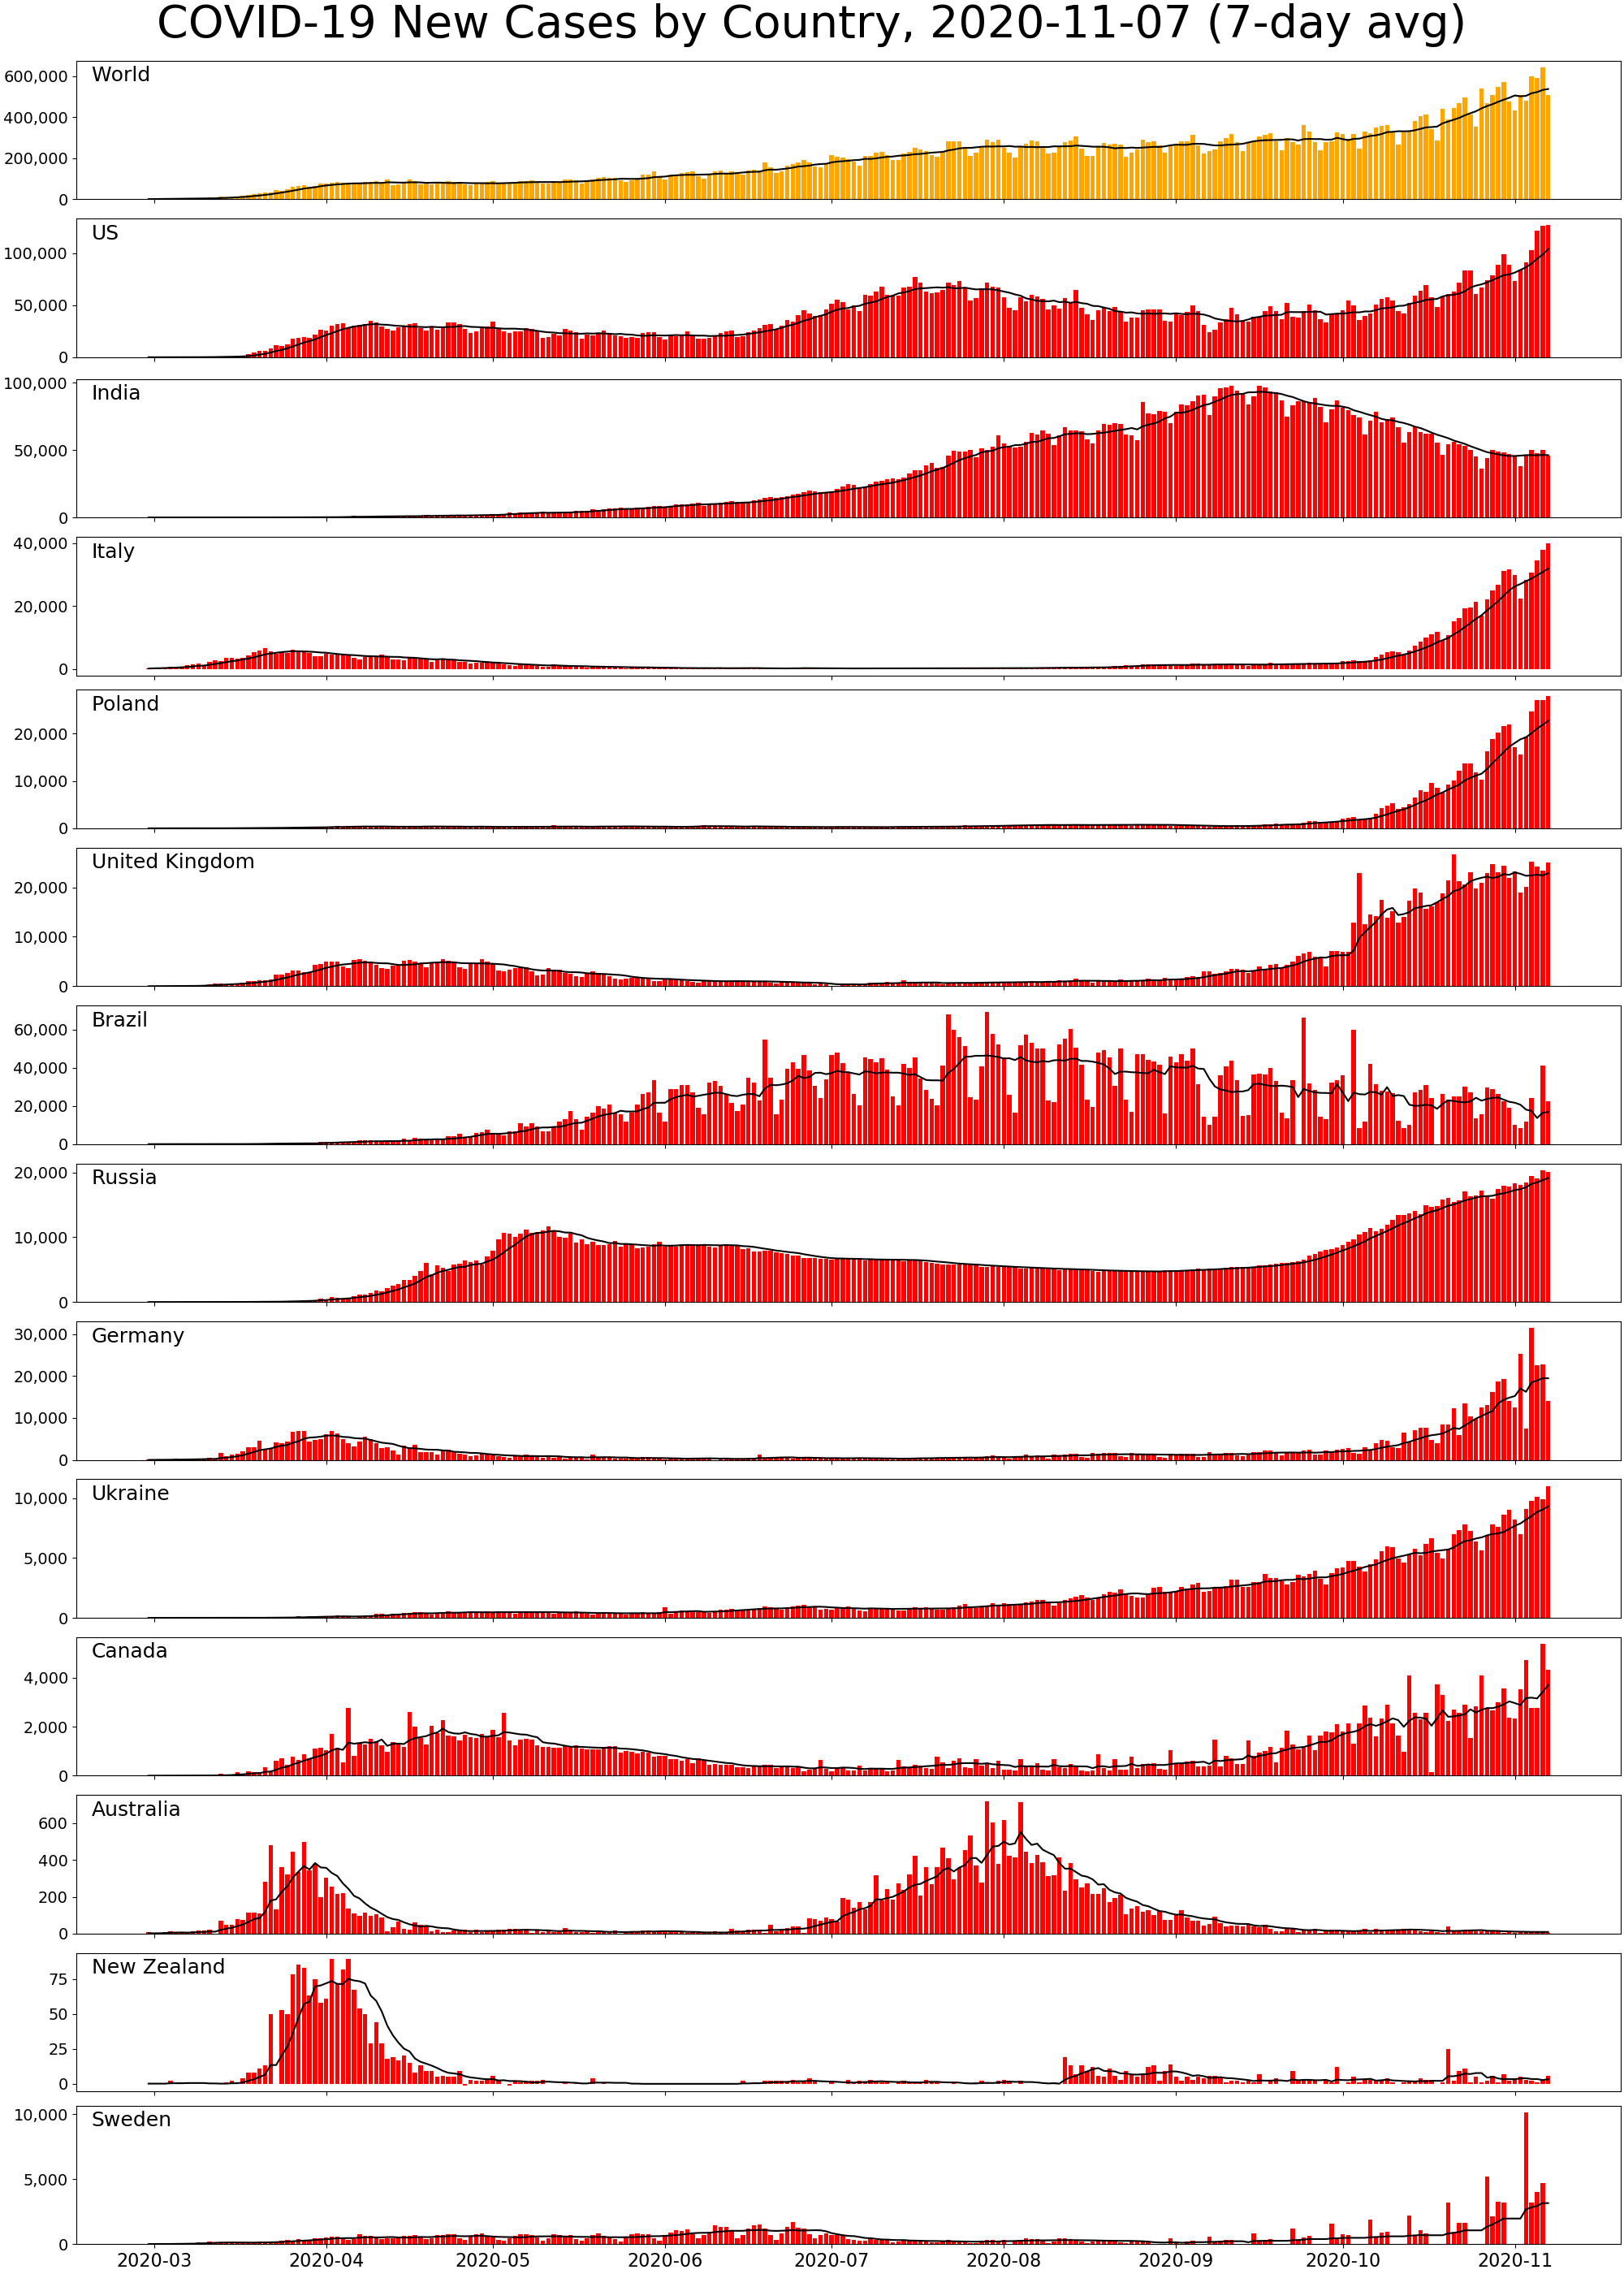 COVID-19 New Cases by Country, 2020-11-07 (7-day avg)
World
600,000
400,000
200,000
0
US
100,000
50,000
0
India
100,000
50,000
0
Italy
40,000
20,000
0
Poland
20,000
10,000
0
United Kingdom
20,000
10,000
0
Brazil
60,000
40,000
20,000
0
Russia
20,000
10,000
0
Germany
30,000
20,000
10,000
0
Ukraine
10,000
5,000
0
Canada
4,000
2,000
0
Australia
600
400
200
0
New Zealand
75
50
25
0
Sweden
10,000
5,000
0
2020-03 2020-04 2020-05 2020-06 2020-07 2020-08 2020-09 2020-10 2020-11